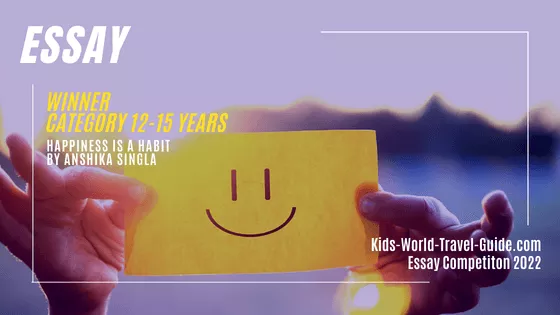 ESSAY
WINNER
CATEGORY 12-15 YEARS
HAPPINESS IS A HABIT
BY ANSHIKA SINGLA
Kids-World-Travel-Guide.com
Essay Competiton 2022